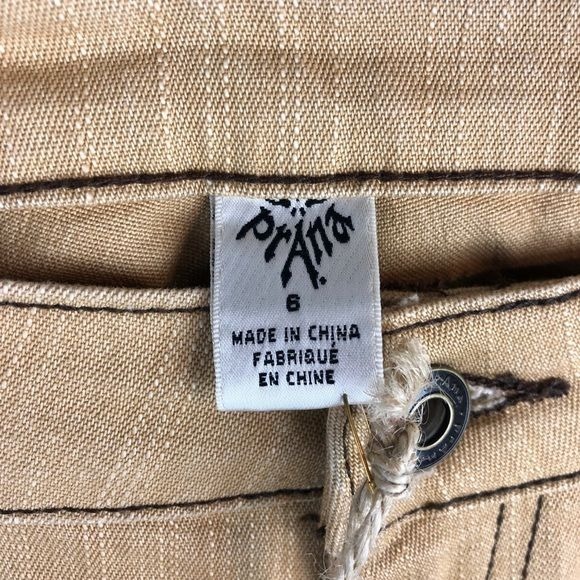 prAna
6
MADE IN CHINA
FABRIQUÉ
EN CHINE